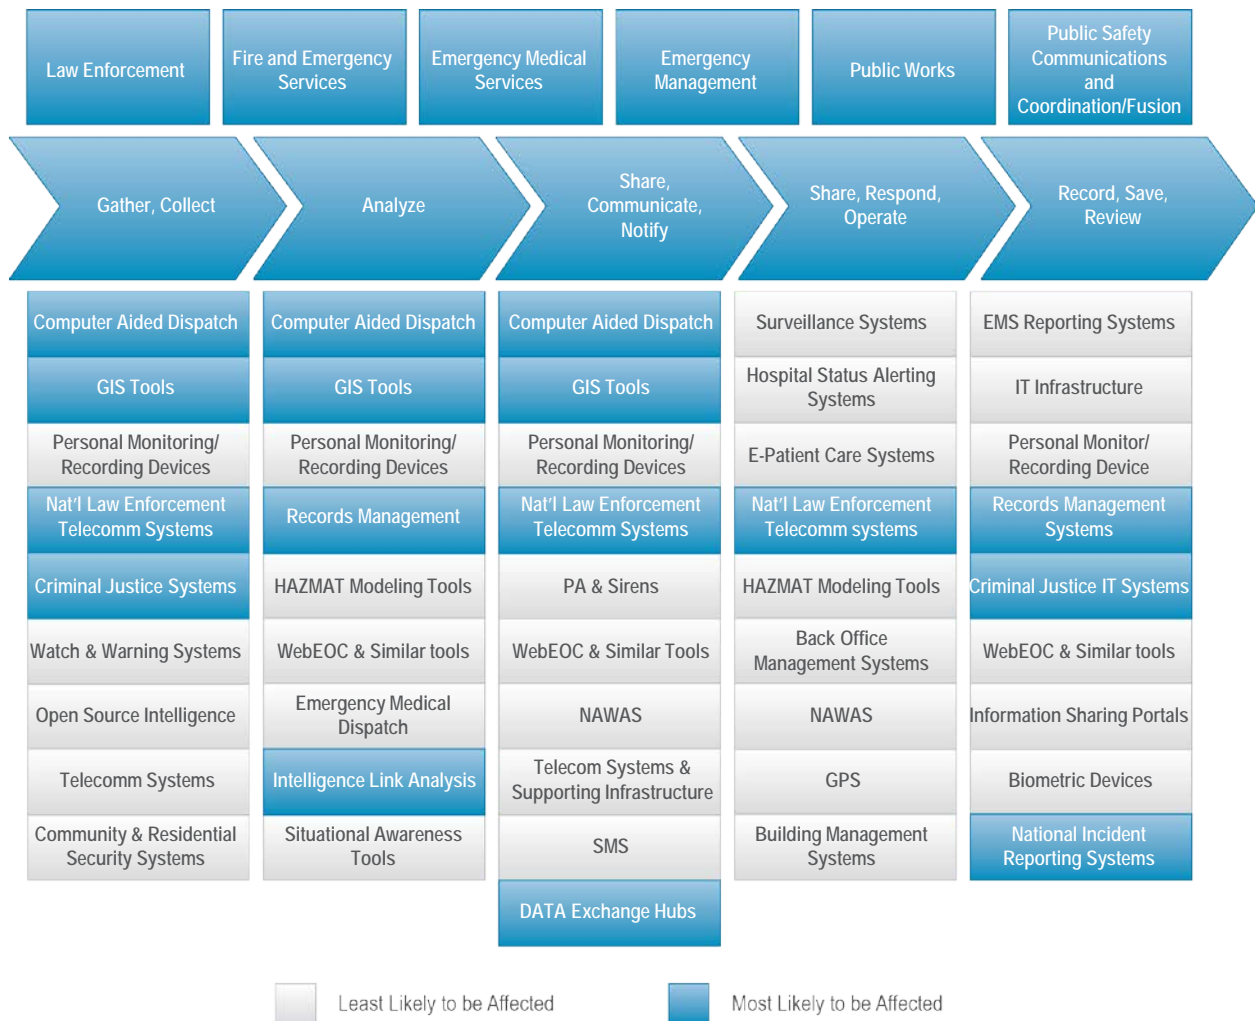 Law Enforcement
Fire and Emergency
Services
Emergency Medical
Services
Emergency
Management
Public Works
Public Safety
Communications
and
Coordination/Fusion
Gather, Collect
Analyze
Share,
Communicate,
Notify
Share, Respond,
Operate
Record, Save,
Review
Computer Aided Dispatch
GIS Tools
Personal Monitoring/
Recording Devices
Nat'l Law Enforcement
Telecomm Systems
Criminal Justice Systems
Watch & Warning Systems
Open Source Intelligence
Telecomm Systems
Community & Residential
Security Systems
Computer Aided Dispatch
GIS Tools
Personal Monitoring/
Recording Devices
Records Management
HAZMAT Modeling Tools
WebEOC & Similar tools
Emergency Medical
Dispatch
Intelligence Link Analysis
Situational Awareness
Tools
Computer Aided Dispatch
GIS Tools
Personal Monitoring/
Recording Devices
Nat'l Law Enforcement
Telecomm Systems
PA & Sirens
WebEOC & Similar Tools
NAWAS
Telecom Systems &
Supporting Infrastructure
SMS
DATA Exchange Hubs
Surveillance Systems
Hospital Status Alerting
Systems
E-Patient Care Systems
Nat'l Law Enforcement
Telecomm systems
HAZMAT Modeling Tools
Back Office
Management Systems
NAWAS
GPS
Building Management
Systems
EMS Reporting Systems
IT Infrastructure
Personal Monitor/
Recording Device
Records Management
Systems
Criminal Justice IT Systems
WebEOC & Similar tools
Information Sharing Portals
Biometric Devices
National Incident
Reporting Systems
Least Likely to be Affected
Most Likely to be Affected